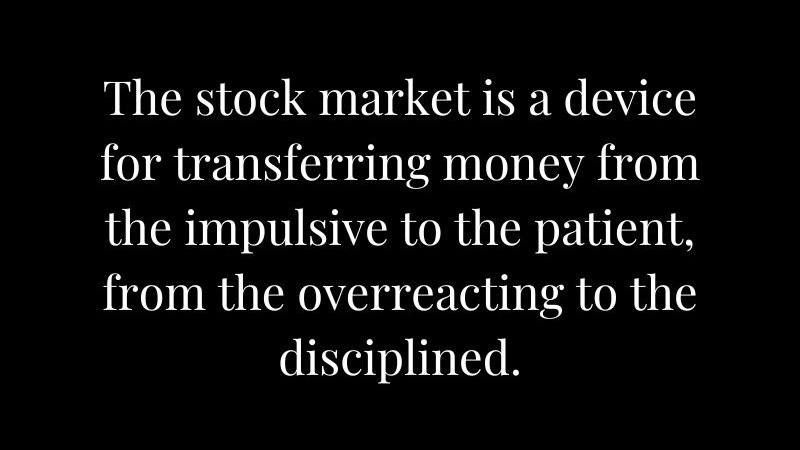 The stock market is a device
for transferring money from
the impulsive to the patient,
from the overreacting to the
disciplined.